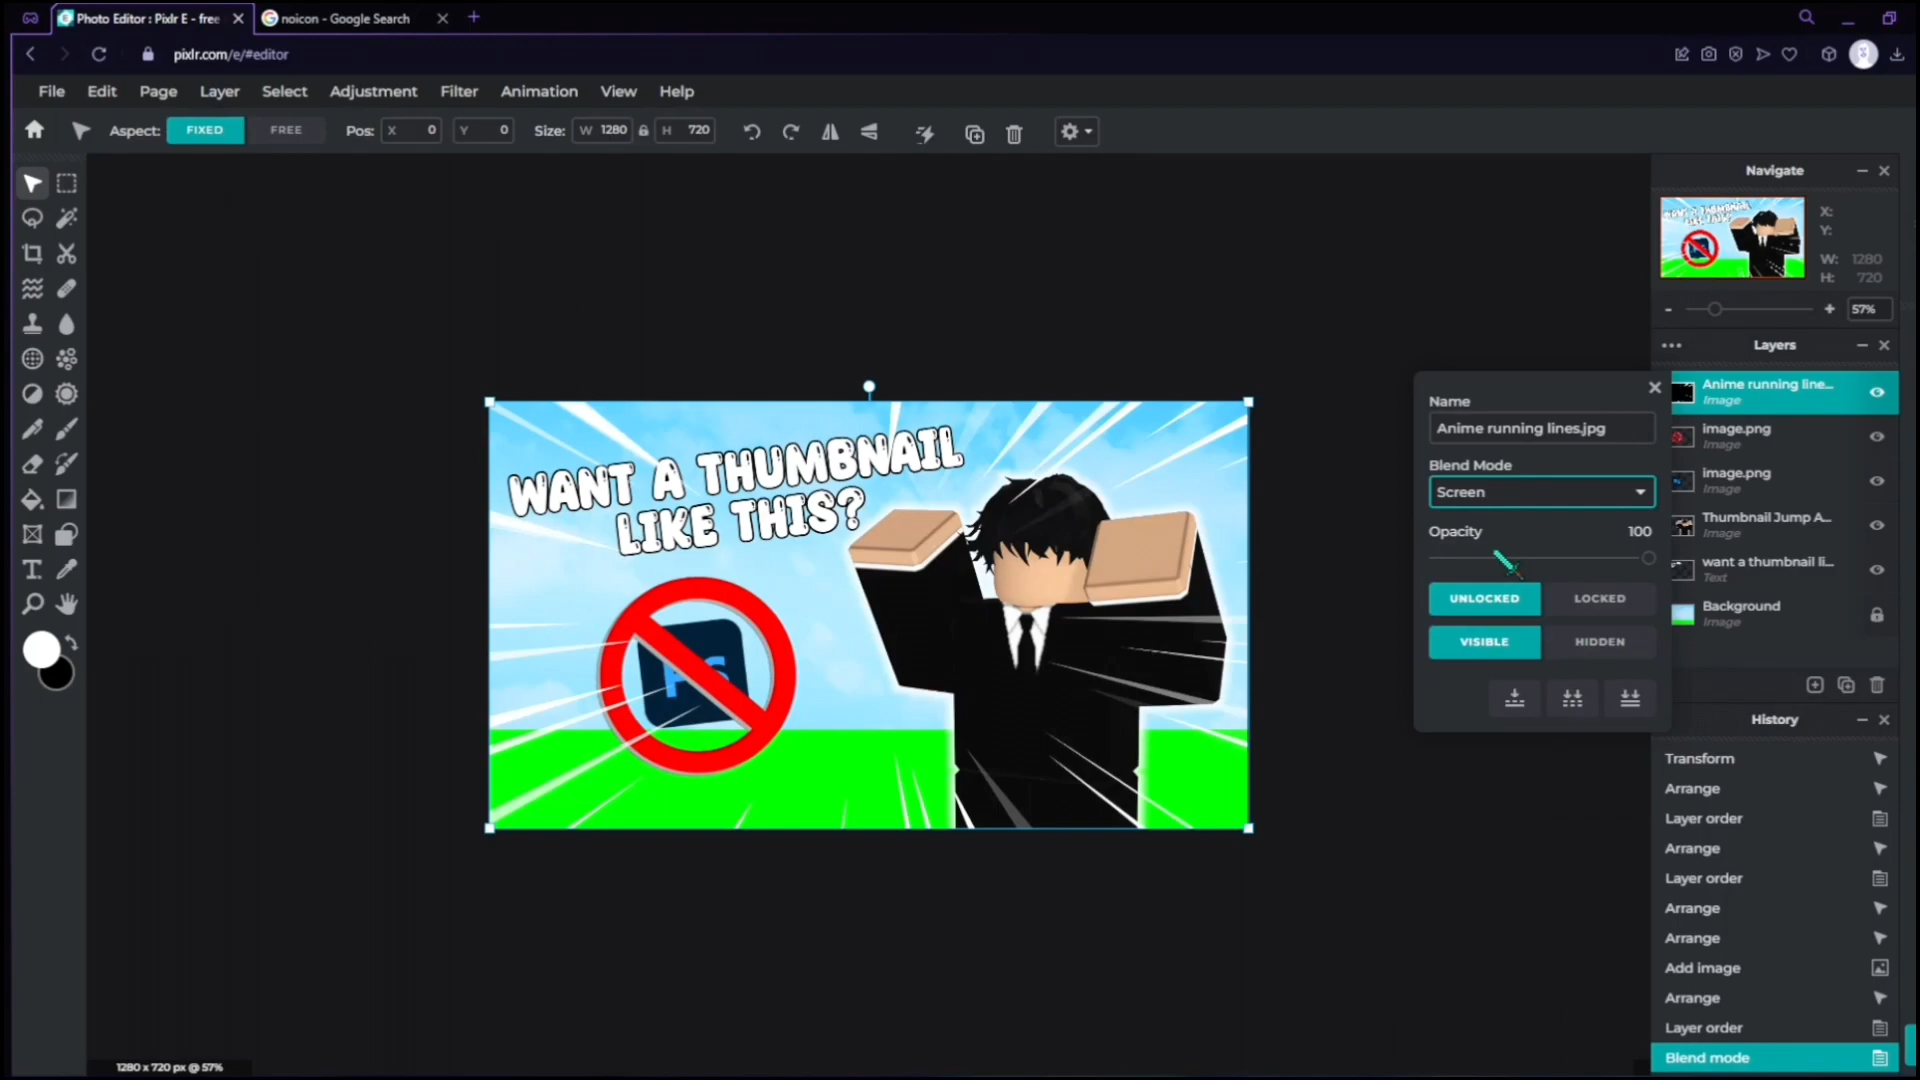 Photo Editor : Pixlr E - free
noicon - Google Search
pixlr.com/e/#editor
File Edit Page Layer Select Adjustment Filter Animation View Help
Aspect: FIXED FREE Pos: X 0 Y 0 Size: W 1280 H 720
Navigate
X:
Y:
W: 1280
H: 720
57%
Layers
Anime running line...
Image
image.png
Image
image.png
Image
Thumbnail Jump A...
Image
want a thumbnail li...
Text
Background
Image
Name
Anime running lines.jpg
Blend Mode
Screen
Opacity 100
UNLOCKED LOCKED
VISIBLE HIDDEN
WANT A THUMBNAIL
LIKE THIS?
History
Transform
Arrange
Layer order
Arrange
Layer order
Arrange
Arrange
Add image
Arrange
Layer order
Blend mode
1280 x 720 px @ 57%